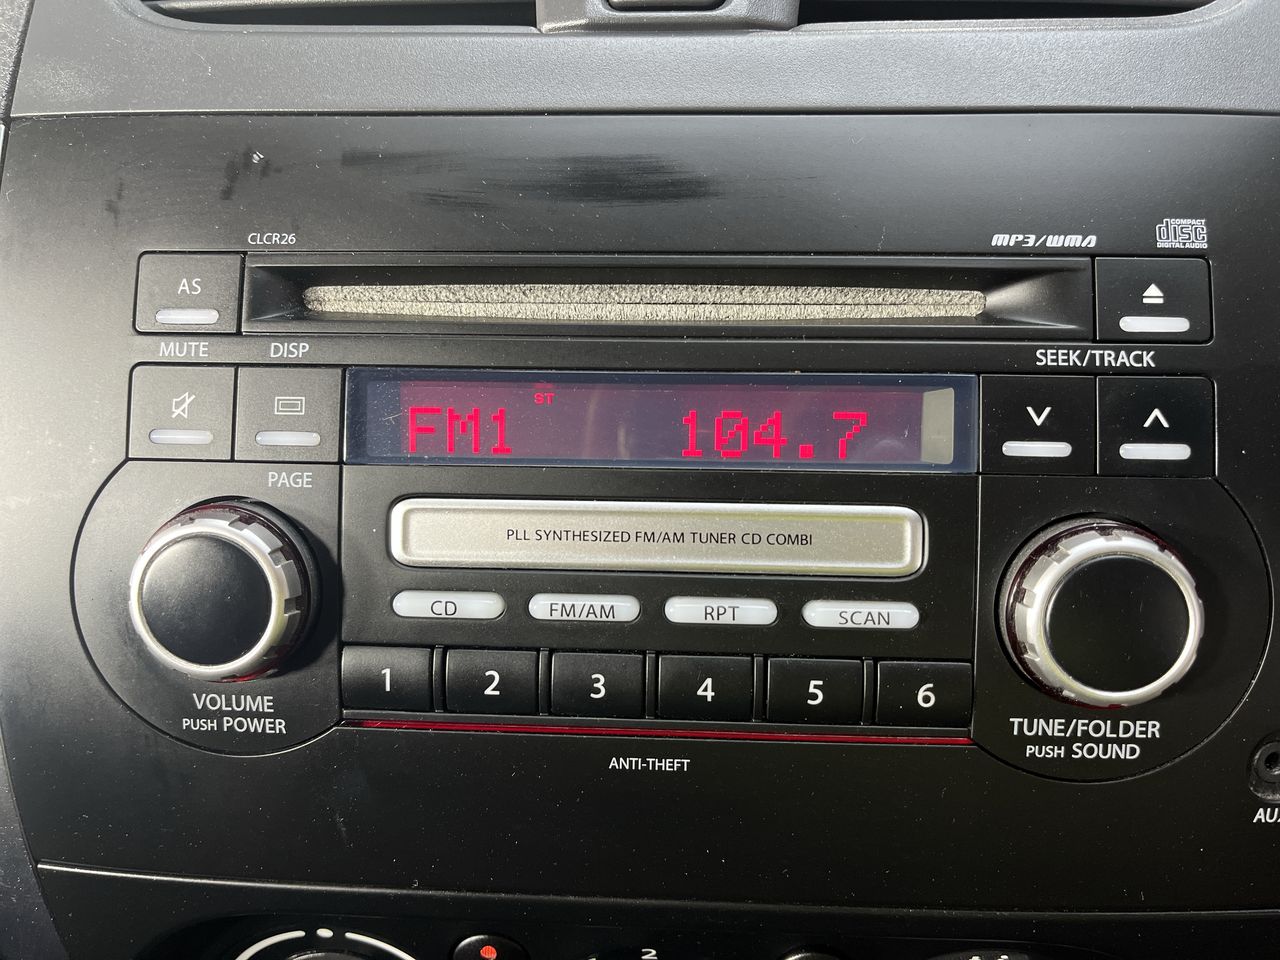 CLCR26
MP3/WMA
COMPACT
disc
DIGITAL AUDIO
AS
MUTE
DISP
SEEK/TRACK
FM1
ST
104.7
PAGE
PLL SYNTHESIZED FM/AM TUNER CD COMBI
CD
FM/AM
RPT
SCAN
1
2
3
4
5
6
VOLUME
PUSH POWER
TUNE/FOLDER
PUSH SOUND
ANTI-THEFT
2